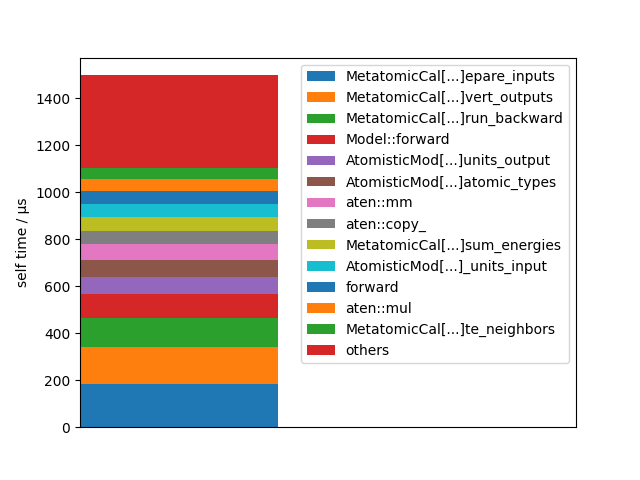 1400
1200
1000
800
600
400
200
0
self time / µs
MetatomicCal[...]epare_inputs
MetatomicCal[...]vert_outputs
MetatomicCal[...]run_backward
Model::forward
AtomisticMod[...]units_output
AtomisticMod[...]atomic_types
aten::mm
aten::copy_
MetatomicCal[...]sum_energies
AtomisticMod[...]_units_input
forward
aten::mul
MetatomicCal[...]te_neighbors
others